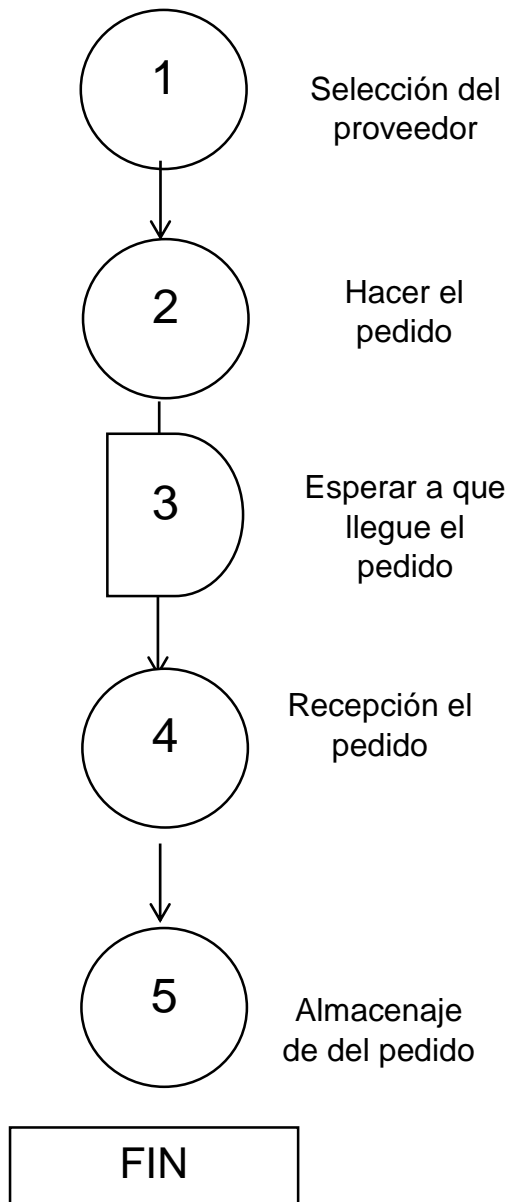 1
Selección del
proveedor
2
Hacer el
pedido
3
Esperar a que
llegue el
pedido
4
Recepción el
pedido
5
Almacenaje
de del pedido
FIN